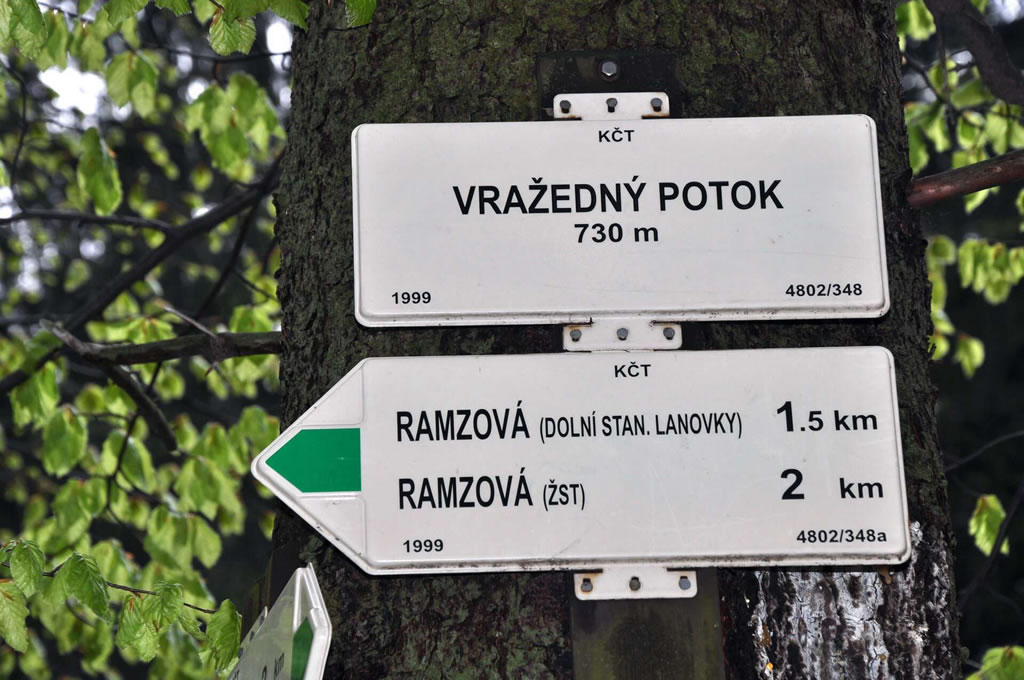 KČT
VRAŽEDNÝ POTOK
730 m
1999 4802/348
KČT
RAMZOVÁ (DOLNÍ STAN. LANOVKY) 1.5 km
RAMZOVÁ (ŽST) 2 km
1999 4802/348a